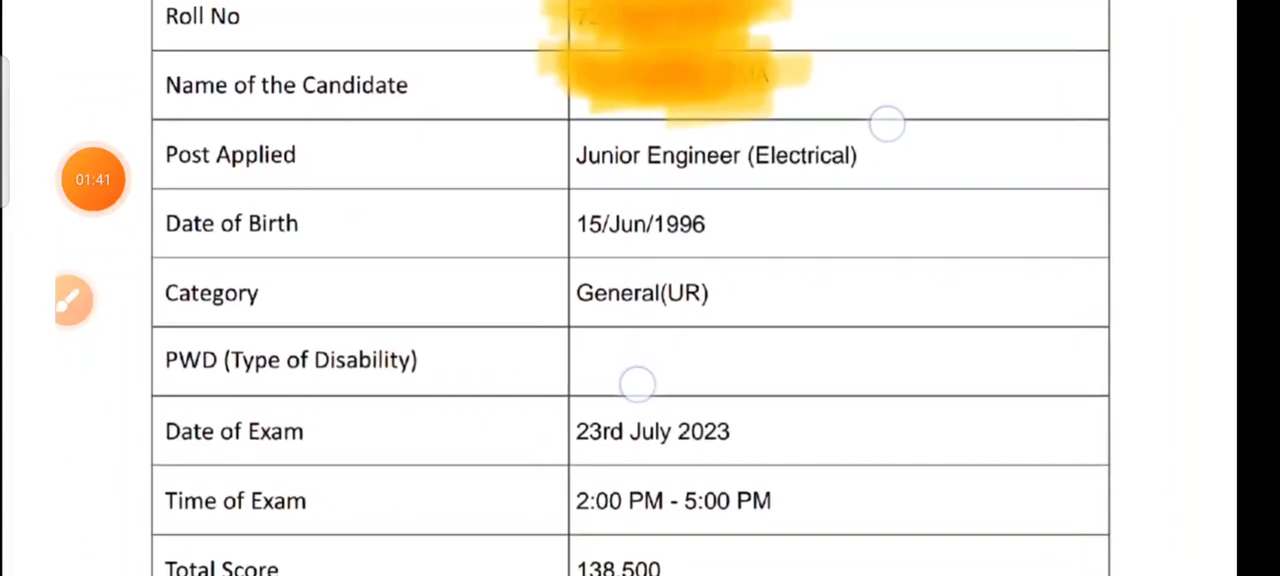 Roll No
Name of the Candidate
Post Applied Junior Engineer (Electrical)
01:41
Date of Birth 15/Jun/1996
Category General(UR)
PWD (Type of Disability)
Date of Exam 23rd July 2023
Time of Exam 2:00 PM - 5:00 PM
Total Score 138.500